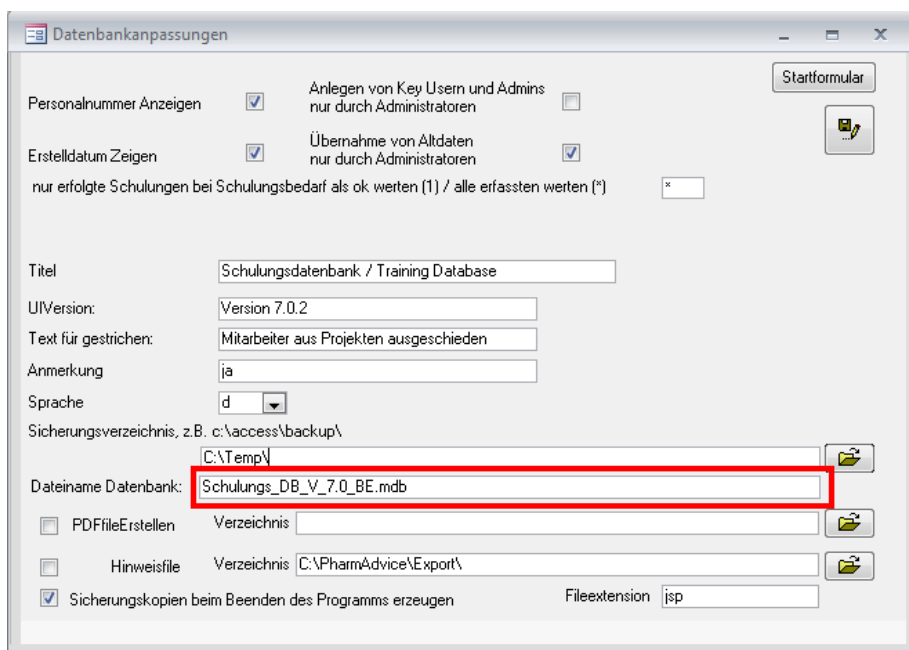 Datenbankanpassungen
Startformular
Personalnummer Anzeigen
Anlegen von Key Usern und Admins
nur durch Administratoren
Erstelldatum Zeigen
Übernahme von Altdaten
nur durch Administratoren
nur erfolgte Schulungen bei Schulungsbedarf als ok werten (1) / alle erfassten werten (*) *
Titel Schulungsdatenbank / Training Database
UIVersion: Version 7.0.2
Text für gestrichen: Mitarbeiter aus Projekten ausgeschieden
Anmerkung ja
Sprache d
Sicherungsverzeichnis, z.B. c:\access\backup\
C:\Temp\
Dateiname Datenbank: Schulungs_DB_V_7.0_BE.mdb
PDFfileErstellen Verzeichnis
Hinweisfile Verzeichnis C:\PharmAdvice\Export\
Sicherungskopien beim Beenden des Programms erzeugen Fileextension jsp